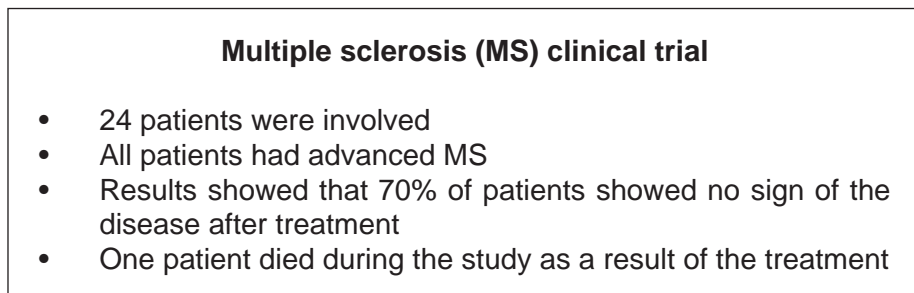 Multiple sclerosis (MS) clinical trial
• 24 patients were involved
• All patients had advanced MS
• Results showed that 70% of patients showed no sign of the
disease after treatment
• One patient died during the study as a result of the treatment